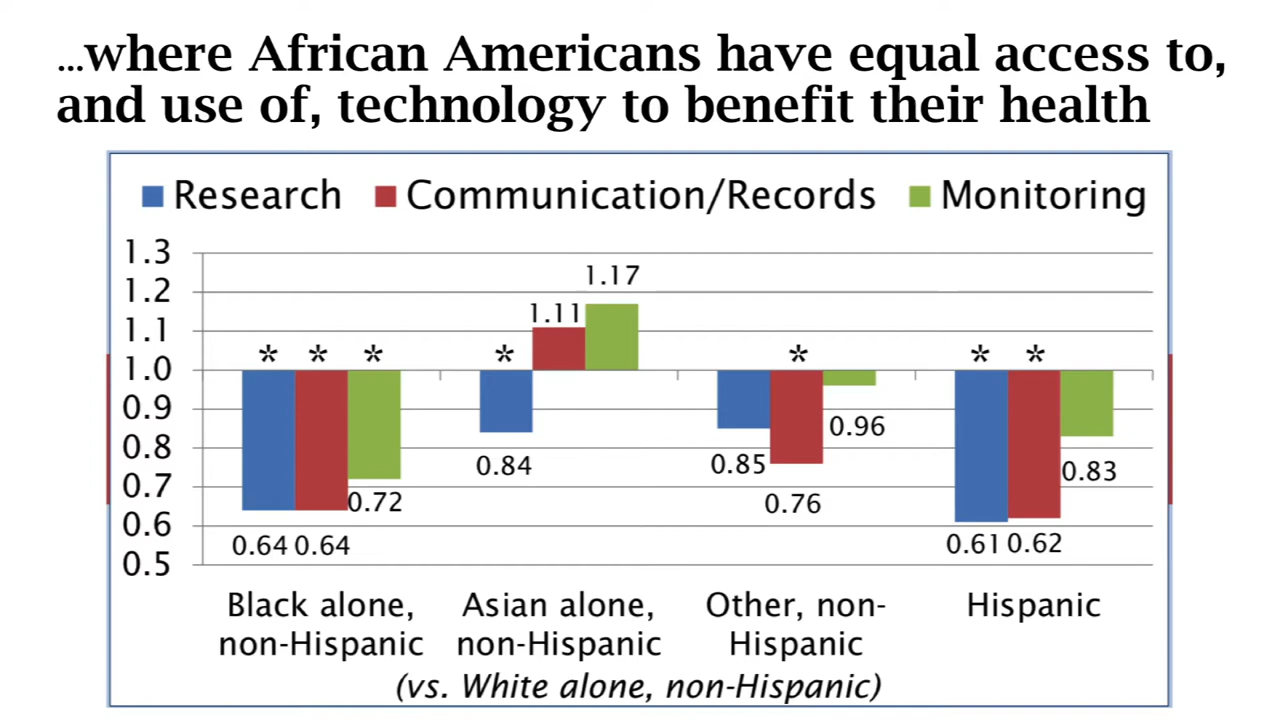 ...where African Americans have equal access to,
and use of, technology to benefit their health
Research Communication/Records Monitoring
1.3
1.2
1.1
1.0
0.9
0.8
0.7
0.6
0.5
1.17
1.11
* * * * * * *
0.96
0.84 0.85 0.83
0.72 0.76
0.64 0.64 0.61 0.62
Black alone, Asian alone, Other, non- Hispanic
non-Hispanic non-Hispanic Hispanic
(vs. White alone, non-Hispanic)